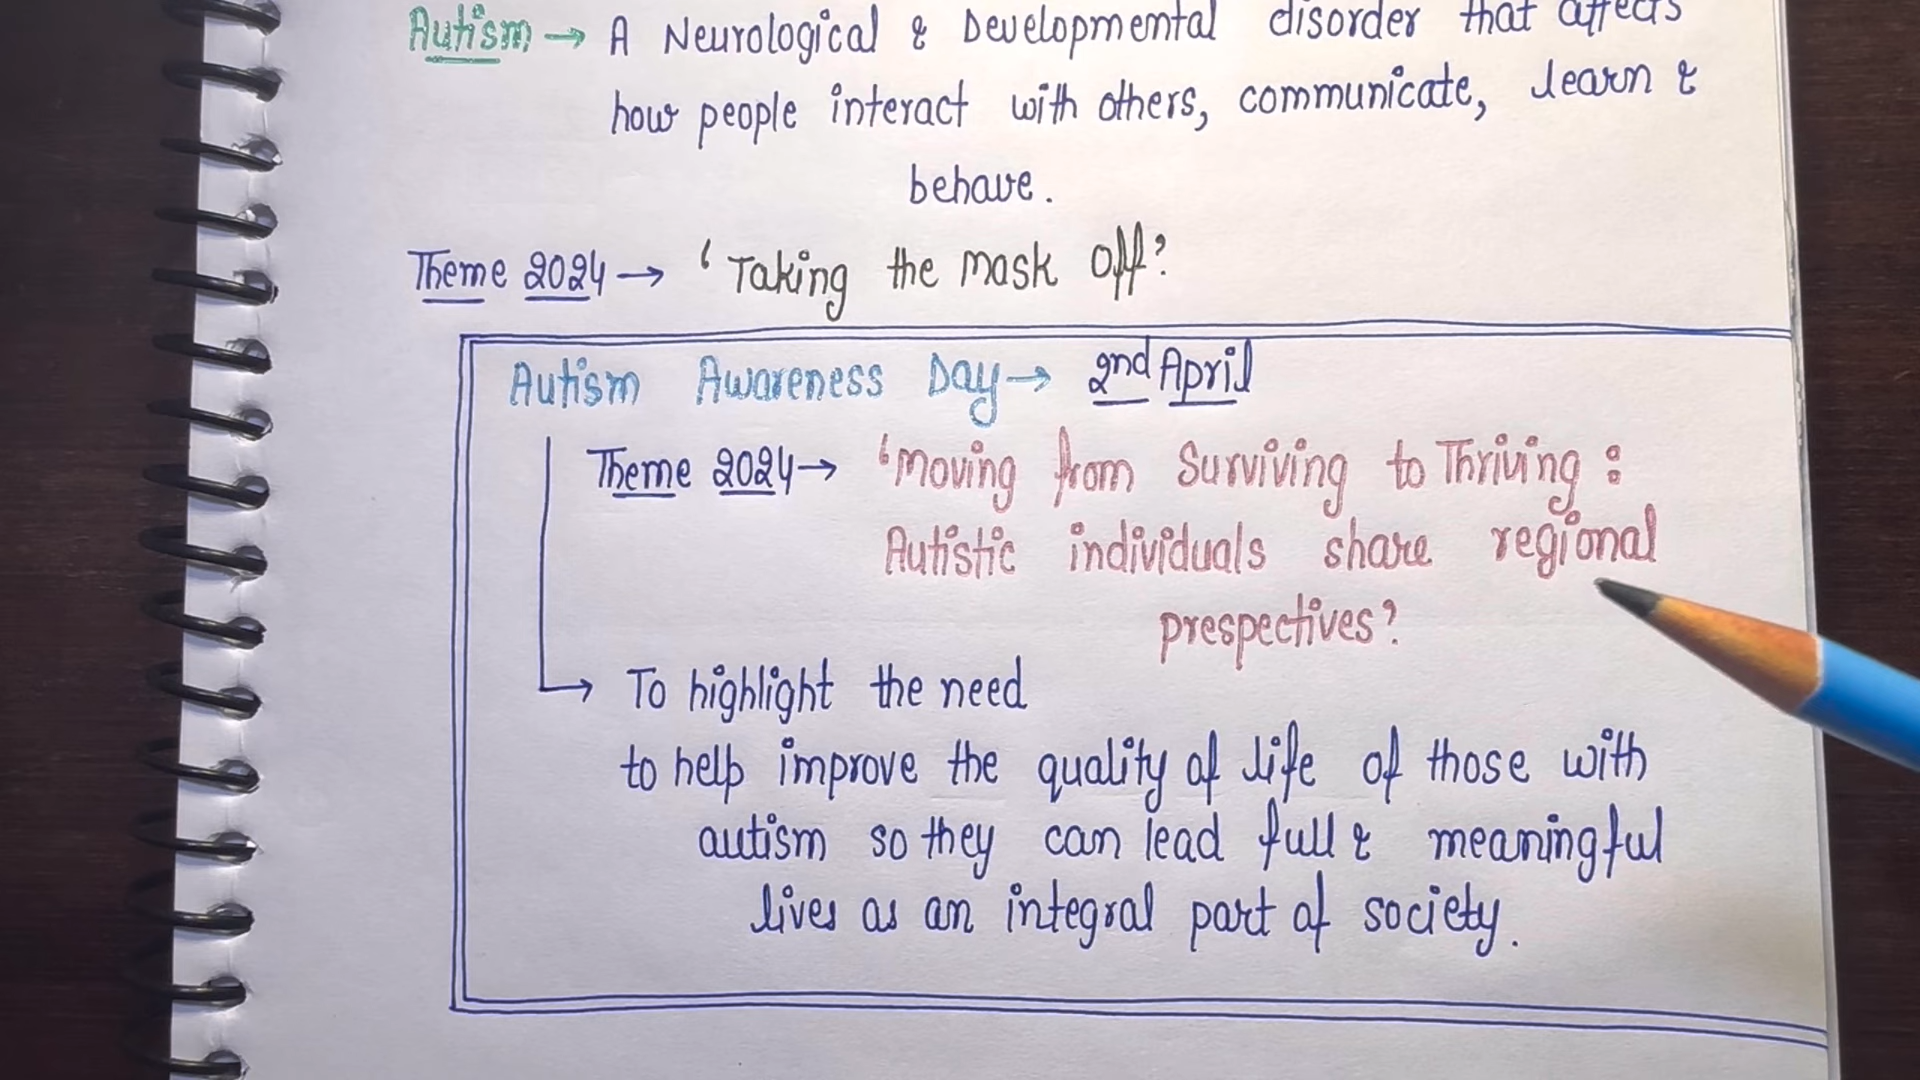 Autism → A Neurological & Developmental disorder that affects
how people interact with others, communicate, learn &
behave.
Theme 2024 → 'Taking the mask off'
Autism Awareness Day → 2nd April
Theme 2024 → 'Moving from Surviving to Thriving :
Autistic individuals share regional
prespectives'
To highlight the need
to help improve the quality of life of those with
autism so they can lead full & meaningful
lives as an integral part of society.